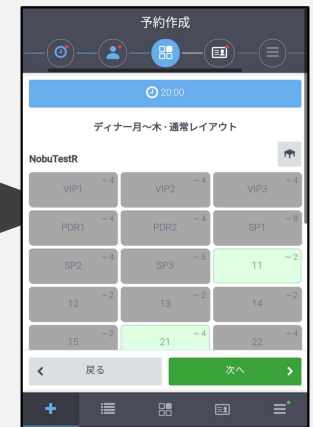 予約作成
20:00
ディナー月〜木・通常レイアウト
NobuTestR
VIP1 ~ 4 VIP2 ~ 4 VIP3 ~ 4
PDR1 ~ 4 PDR2 ~ 4 SP1 ~ 8
SP2 ~ 4 SP3 ~ 6 11 ~ 2
12 ~ 2 13 ~ 2 14 ~ 2
15 ~ 2 21 ~ 4 22 ~ 4
戻る 次へ